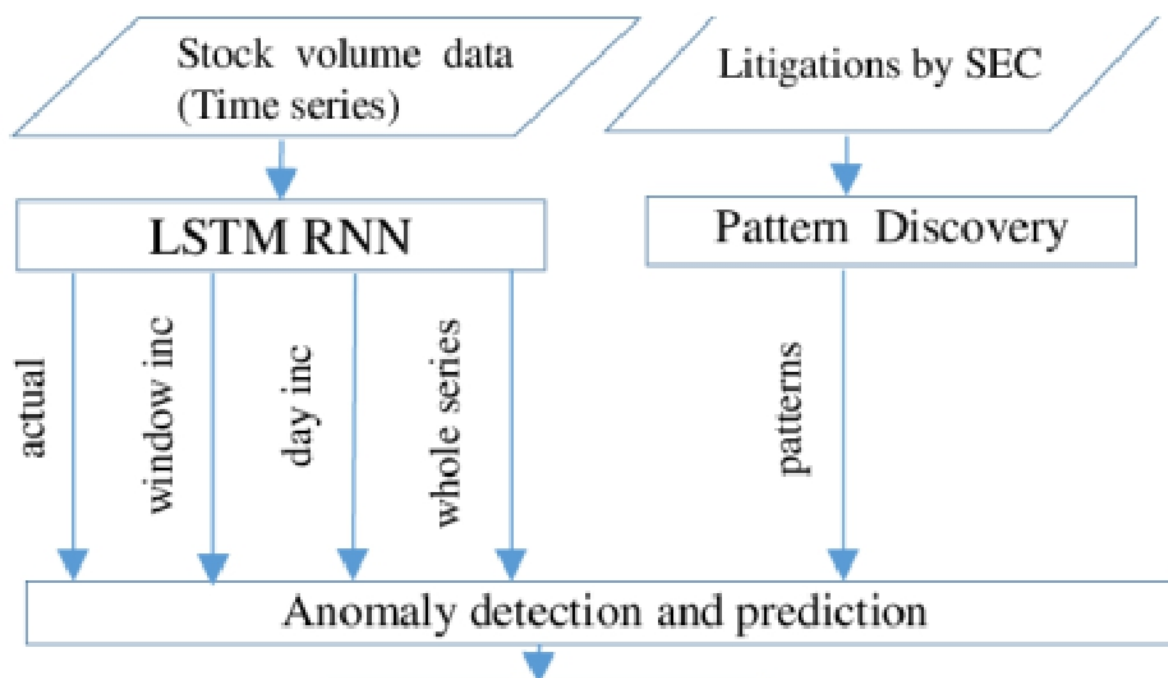 Stock volume data
(Time series)
Litigations by SEC
LSTM RNN
Pattern Discovery
actual
window inc
day inc
whole series
patterns
Anomaly detection and prediction